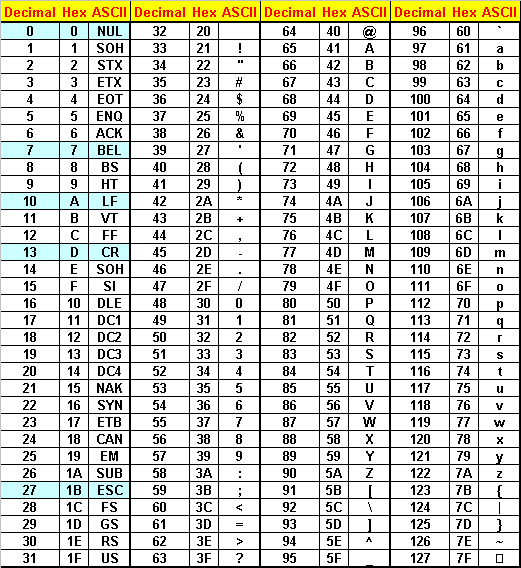 Decimal Hex ASCII Decimal Hex ASCII Decimal Hex ASCII Decimal Hex ASCII
0 0 NUL 32 20 64 40 @ 96 60 `
1 1 SOH 33 21 ! 65 41 A 97 61 a
2 2 STX 34 22 " 66 42 B 98 62 b
3 3 ETX 35 23 # 67 43 C 99 63 c
4 4 EOT 36 24 $ 68 44 D 100 64 d
5 5 ENQ 37 25 % 69 45 E 101 65 e
6 6 ACK 38 26 & 70 46 F 102 66 f
7 7 BEL 39 27 ' 71 47 G 103 67 g
8 8 BS 40 28 ( 72 48 H 104 68 h
9 9 HT 41 29 ) 73 49 I 105 69 i
10 A LF 42 2A * 74 4A J 106 6A j
11 B VT 43 2B + 75 4B K 107 6B k
12 C FF 44 2C , 76 4C L 108 6C l
13 D CR 45 2D - 77 4D M 109 6D m
14 E SOH 46 2E . 78 4E N 110 6E n
15 F SI 47 2F / 79 4F O 111 6F o
16 10 DLE 48 30 0 80 50 P 112 70 p
17 11 DC1 49 31 1 81 51 Q 113 71 q
18 12 DC2 50 32 2 82 52 R 114 72 r
19 13 DC3 51 33 3 83 53 S 115 73 s
20 14 DC4 52 34 4 84 54 T 116 74 t
21 15 NAK 53 35 5 85 55 U 117 75 u
22 16 SYN 54 36 6 86 56 V 118 76 v
23 17 ETB 55 37 7 87 57 W 119 77 w
24 18 CAN 56 38 8 88 58 X 120 78 x
25 19 EM 57 39 9 89 59 Y 121 79 y
26 1A SUB 58 3A : 90 5A Z 122 7A z
27 1B ESC 59 3B ; 91 5B [ 123 7B {
28 1C FS 60 3C < 92 5C \ 124 7C |
29 1D GS 61 3D = 93 5D ] 125 7D }
30 1E RS 62 3E > 94 5E ^ 126 7E ~
31 1F US 63 3F ? 95 5F _ 127 7F □